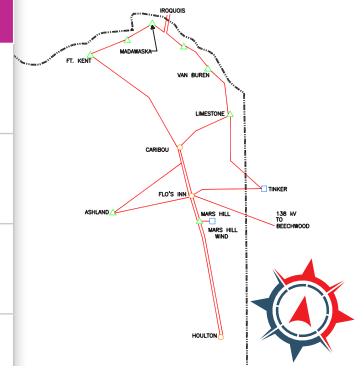 IROQUOIS
MADAWASKA
FT. KENT
VAN BUREN
LIMESTONE
CARIBOU
TINKER
FLO'S INN
ASHLAND
MARS HILL
138 kV
TO
BEECHWOOD
MARS HILL
WIND
HOULTON